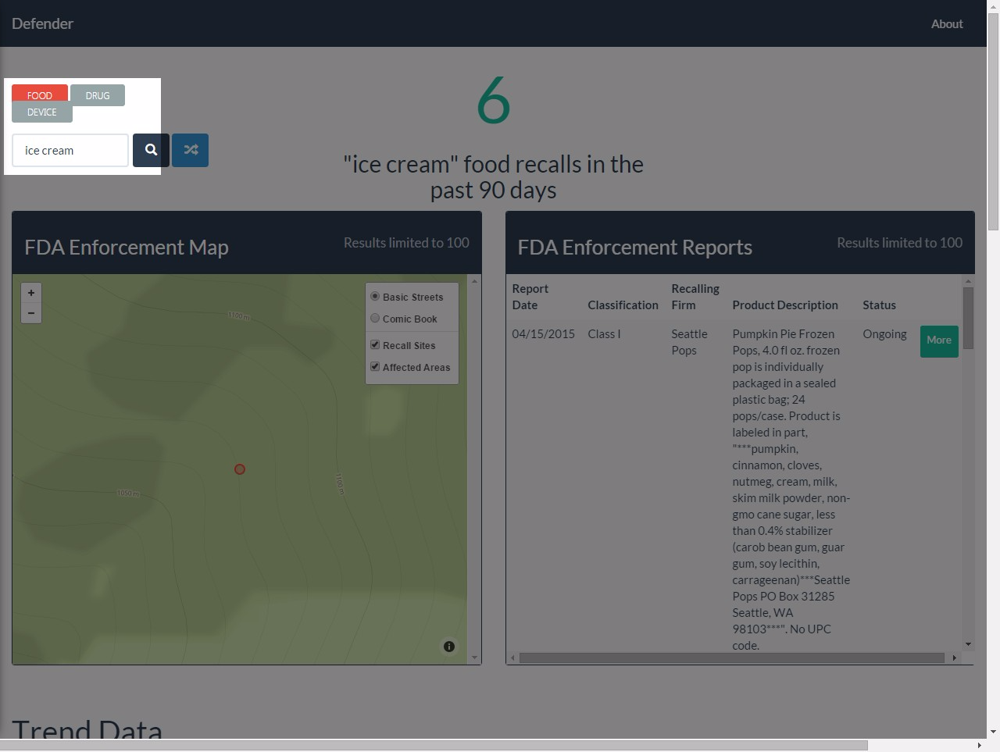 Defender
About
FOOD
DRUG
DEVICE
ice cream
6
"ice cream" food recalls in the
past 90 days
FDA Enforcement Map
Results limited to 100
+
−
Basic Streets
Comic Book
Recall Sites
Affected Areas
1100 m
1050 m
1100 m
FDA Enforcement Reports
Results limited to 100
Report
Date
Classification
Recalling
Firm
Product Description
Status
04/15/2015
Class I
Seattle
Pops
Pumpkin Pie Frozen
Pops, 4.0 fl oz. frozen
pop is individually
packaged in a sealed
plastic bag; 24
pops/case. Product is
labeled in part,
"***pumpkin,
cinnamon, cloves,
nutmeg, cream, milk,
skim milk powder, non-
gmo cane sugar, less
than 0.4% stabilizer
(carob bean gum, guar
gum, soy lecithin,
carrageenan)***Seattle
Pops PO Box 31285
Seattle, WA
98103***". No UPC
code.
Ongoing
More
Trend Data